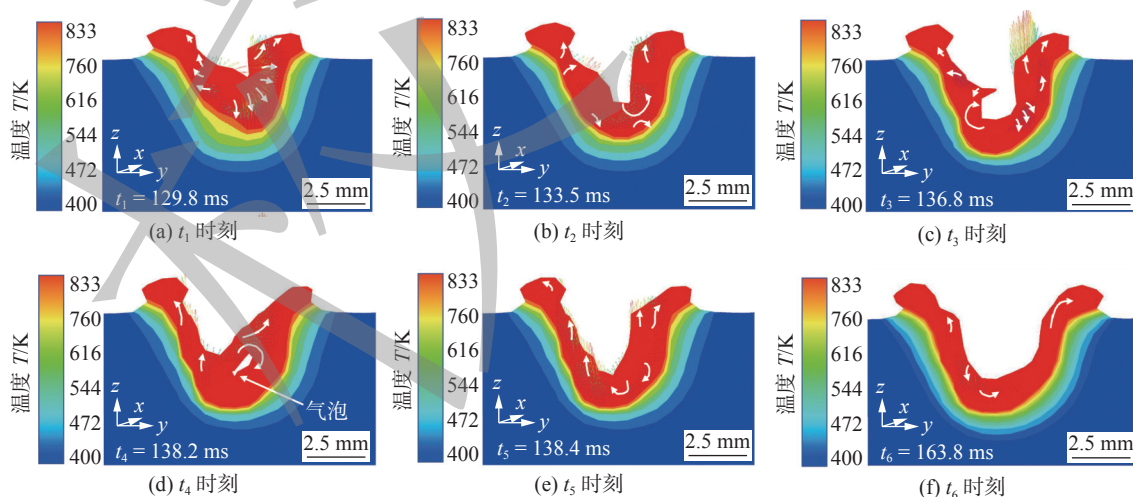 833
760
616
544
472
400
温度 T/K
z
x
y
t₁ = 129.8 ms
2.5 mm
(a) t₁ 时刻
833
760
616
544
472
400
温度 T/K
z
x
y
t₂ = 133.5 ms
2.5 mm
(b) t₂ 时刻
833
760
616
544
472
400
温度 T/K
z
x
y
t₃ = 136.8 ms
2.5 mm
(c) t₃ 时刻
833
760
616
544
472
400
温度 T/K
z
x
y
气泡
t₄ = 138.2 ms
2.5 mm
(d) t₄ 时刻
833
760
616
544
472
400
温度 T/K
z
x
y
t₅ = 138.4 ms
2.5 mm
(e) t₅ 时刻
833
760
616
544
472
400
温度 T/K
z
x
y
t₆ = 163.8 ms
2.5 mm
(f) t₆ 时刻